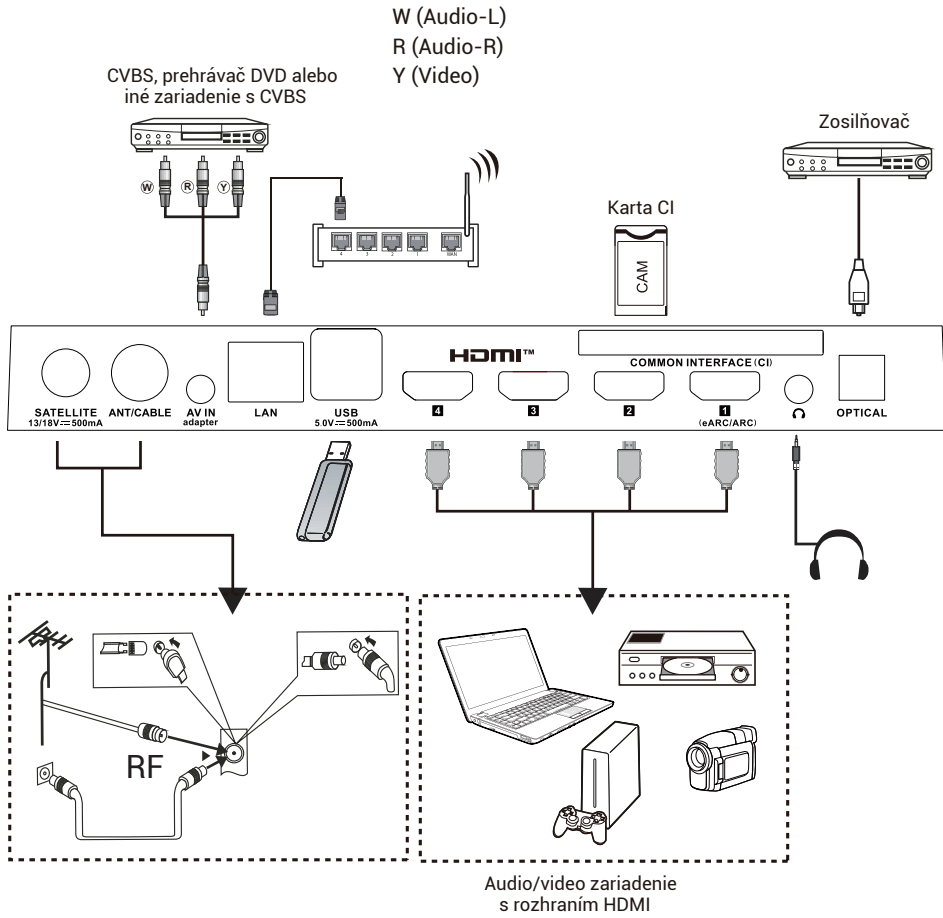 W (Audio-L)
R (Audio-R)
Y (Video)
CVBS, prehrávač DVD alebo
iné zariadenie s CVBS
Zosilňovač
W R Y
Karta CI
4 3 2 1 WAN
CAM
HDMI™
COMMON INTERFACE (CI)
SATELLITE
13/18V⎓500mA
ANT/CABLE
AV IN
adapter
LAN
USB
5.0V⎓500mA
4
3
2
1
(eARC/ARC)
OPTICAL
RF
Audio/video zariadenie
s rozhraním HDMI